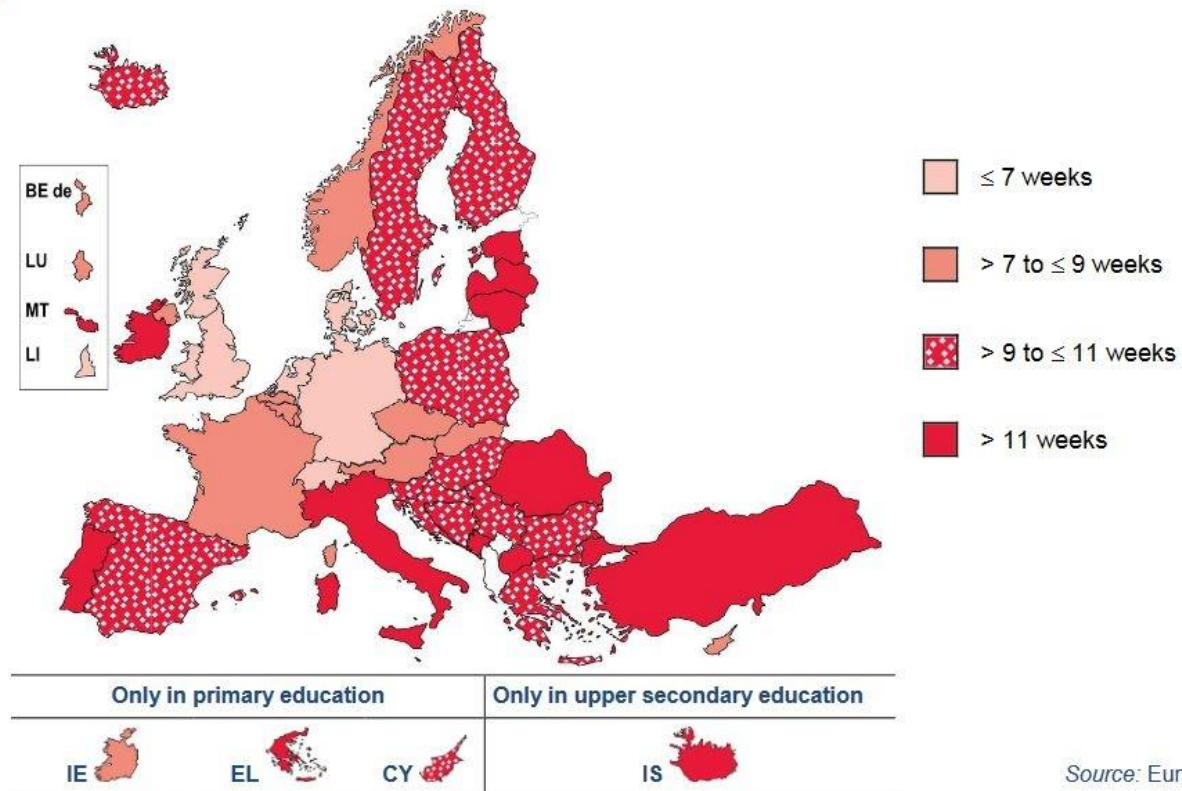 BE de
LU
MT
LI
≤ 7 weeks
> 7 to ≤ 9 weeks
> 9 to ≤ 11 weeks
> 11 weeks
Only in primary education
Only in upper secondary education
IE
EL
CY
IS
Source: Eur